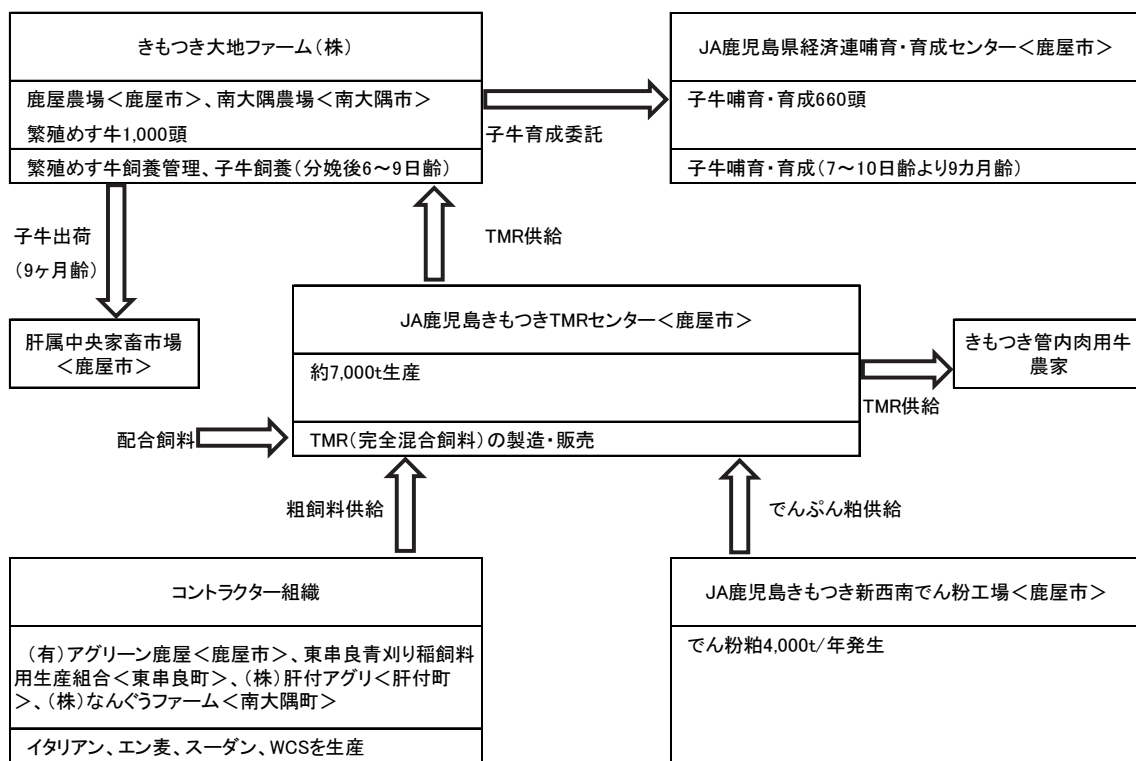 きもつき大地ファーム(株)
鹿屋農場<鹿屋市>、南大隅農場<南大隅市>
繁殖めす牛1,000頭
繁殖めす牛飼養管理、子牛飼養(分娩後6～9日齢)
子牛育成委託
JA鹿児島県経済連哺育・育成センター<鹿屋市>
子牛哺育・育成660頭
子牛哺育・育成(7～10日齢より9カ月齢)
子牛出荷
(9ヶ月齢)
TMR供給
肝属中央家畜市場
<鹿屋市>
JA鹿児島きもつきTMRセンター<鹿屋市>
約7,000t生産
TMR(完全混合飼料)の製造・販売
きもつき管内肉用牛
農家
TMR供給
配合飼料
粗飼料供給
でんぷん粕供給
コントラクター組織
(有)アグリーン鹿屋<鹿屋市>、東串良青刈り稲飼料
用生産組合<東串良町>、(株)肝付アグリ<肝付町
>、(株)なんぐうファーム<南大隅町>
イタリアン、エン麦、スーダン、WCSを生産
JA鹿児島きもつき新西南でん粉工場<鹿屋市>
でん粉粕4,000t/年発生